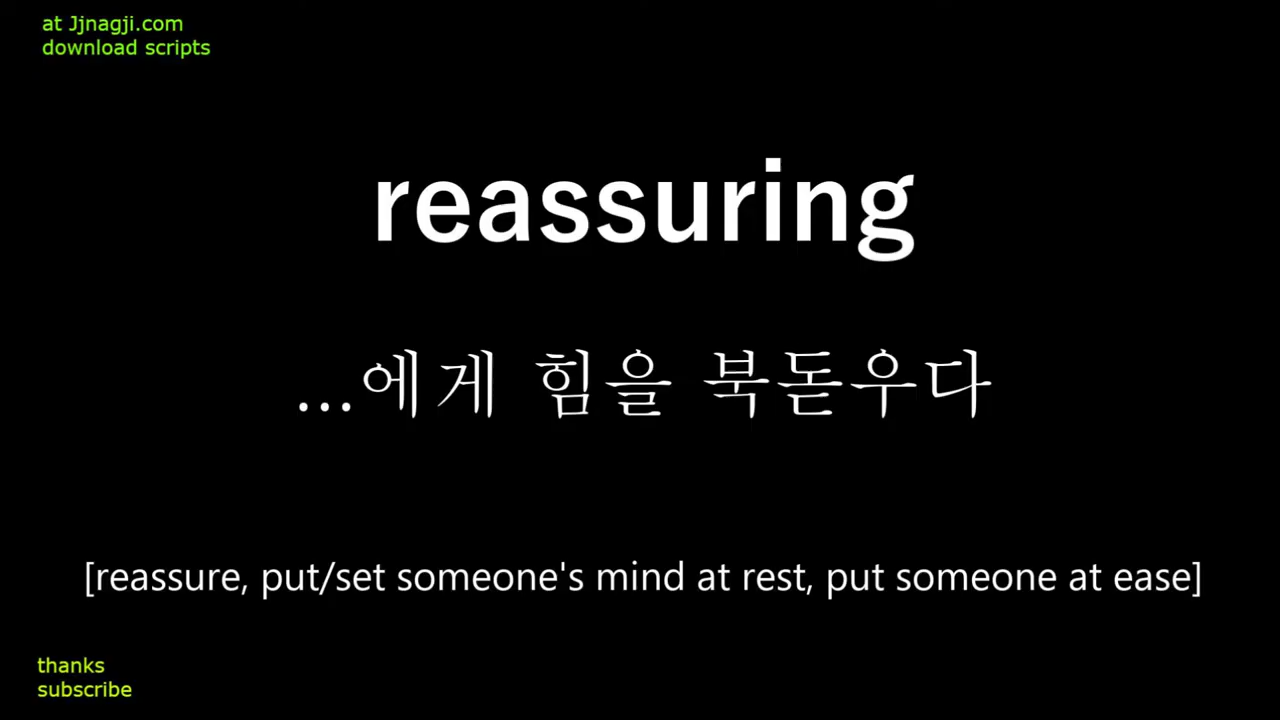 at Jjnagji.com
download scripts
reassuring
...에게 힘을 북돋우다
[reassure, put/set someone's mind at rest, put someone at ease]
thanks
subscribe